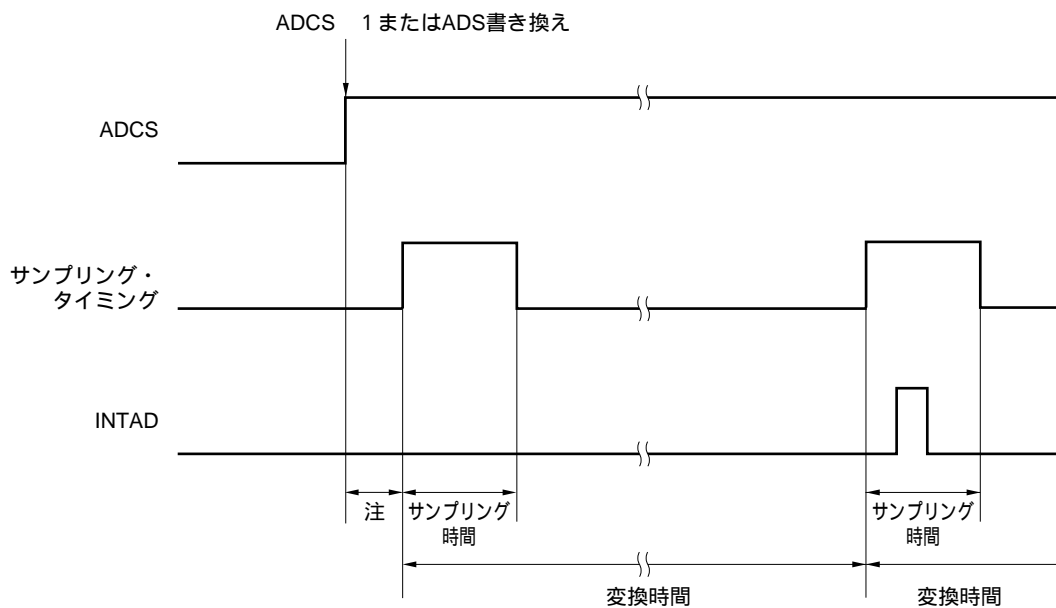 ADCS 1またはADS書き換え
ADCS
サンプリング・
タイミング
INTAD
注
サンプリング
時間
サンプリング
時間
変換時間
変換時間